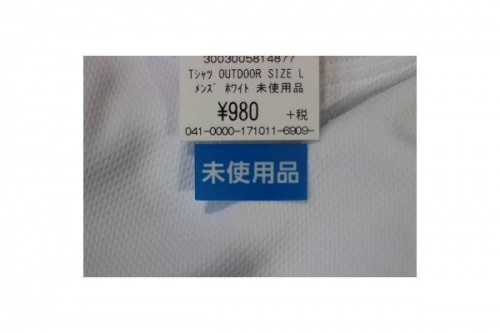 3003005814877
Tシャツ OUTDOOR SIZE L
ﾒﾝｽﾞ ﾎﾜｲﾄ 未使用品
¥980 +税
041-0000-171011-6909-
未使用品